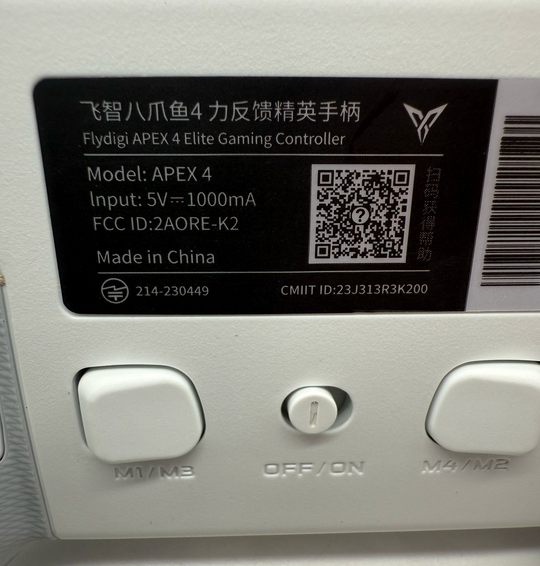 飞智八爪鱼4 力反馈精英手柄
Flydigi APEX 4 Elite Gaming Controller
Model: APEX 4
Input: 5V⎓1000mA
FCC ID:2AORE-K2
Made in China
扫码获得帮助
214-230449
CMIIT ID:23J313R3K200
M1/M3
OFF/ON
M4/M2